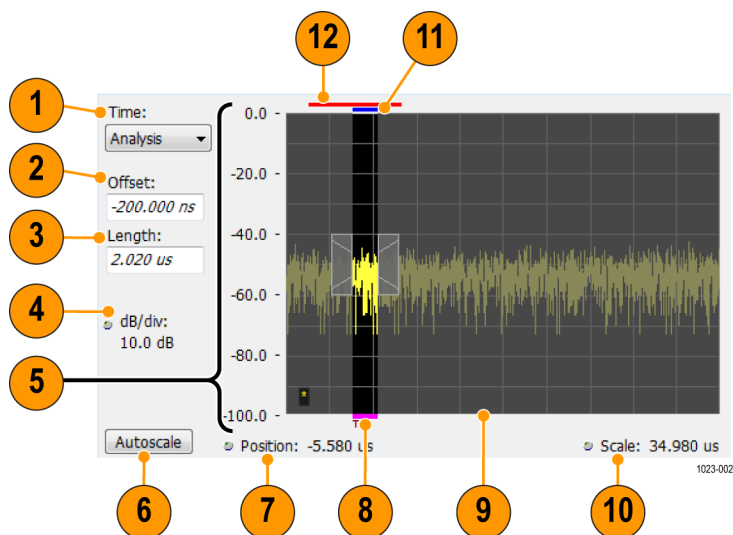 12
11
1
Time:
0.0 -
Analysis
-20.0 -
2
Offset:
-200.000 ns
3
Length:
-40.0 -
2.020 us
-60.0 -
4
dB/div:
10.0 dB
-80.0 -
5
±
-100.0 -
T
Autoscale
Position: -5.580 us
Scale: 34.980 us
1023-002
6
7
8
9
10